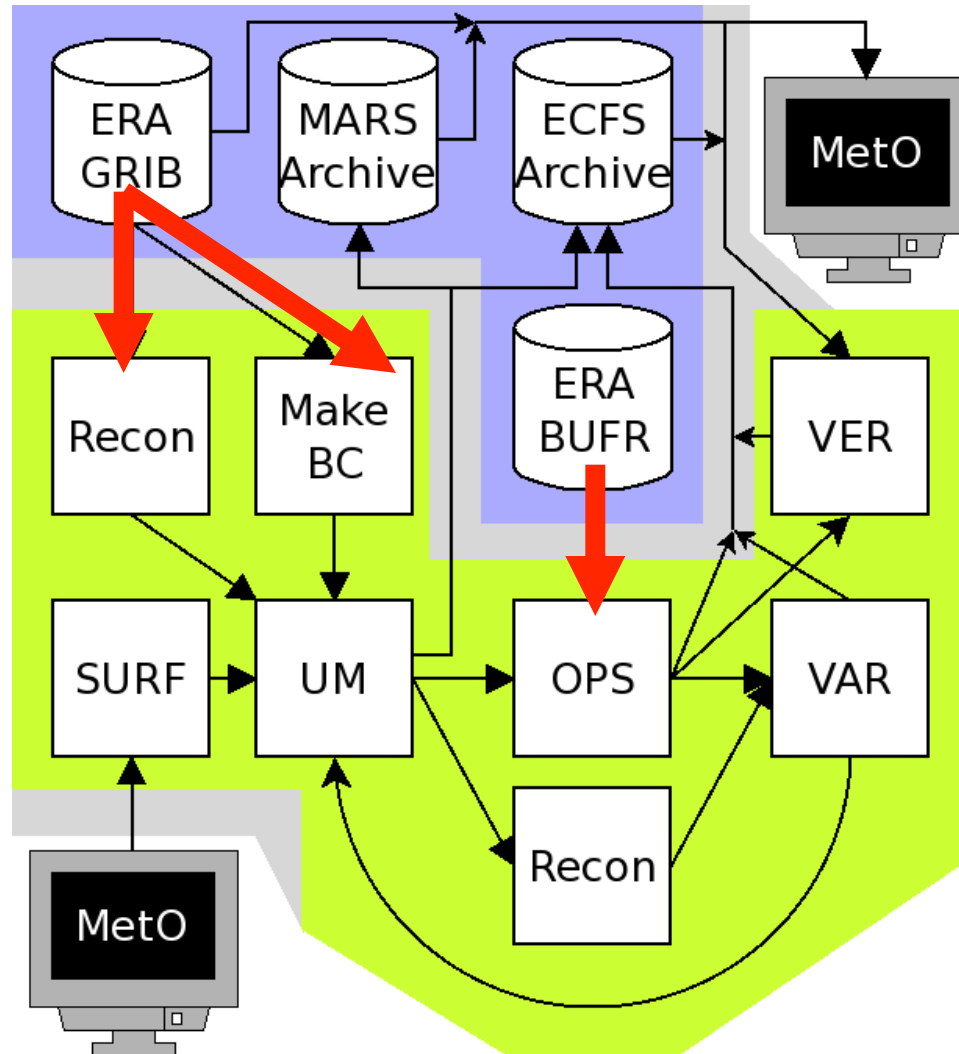 ERA
GRIB
MARS
Archive
ECFS
Archive
MetO
Recon
Make
BC
ERA
BUFR
VER
SURF
UM
OPS
VAR
Recon
MetO